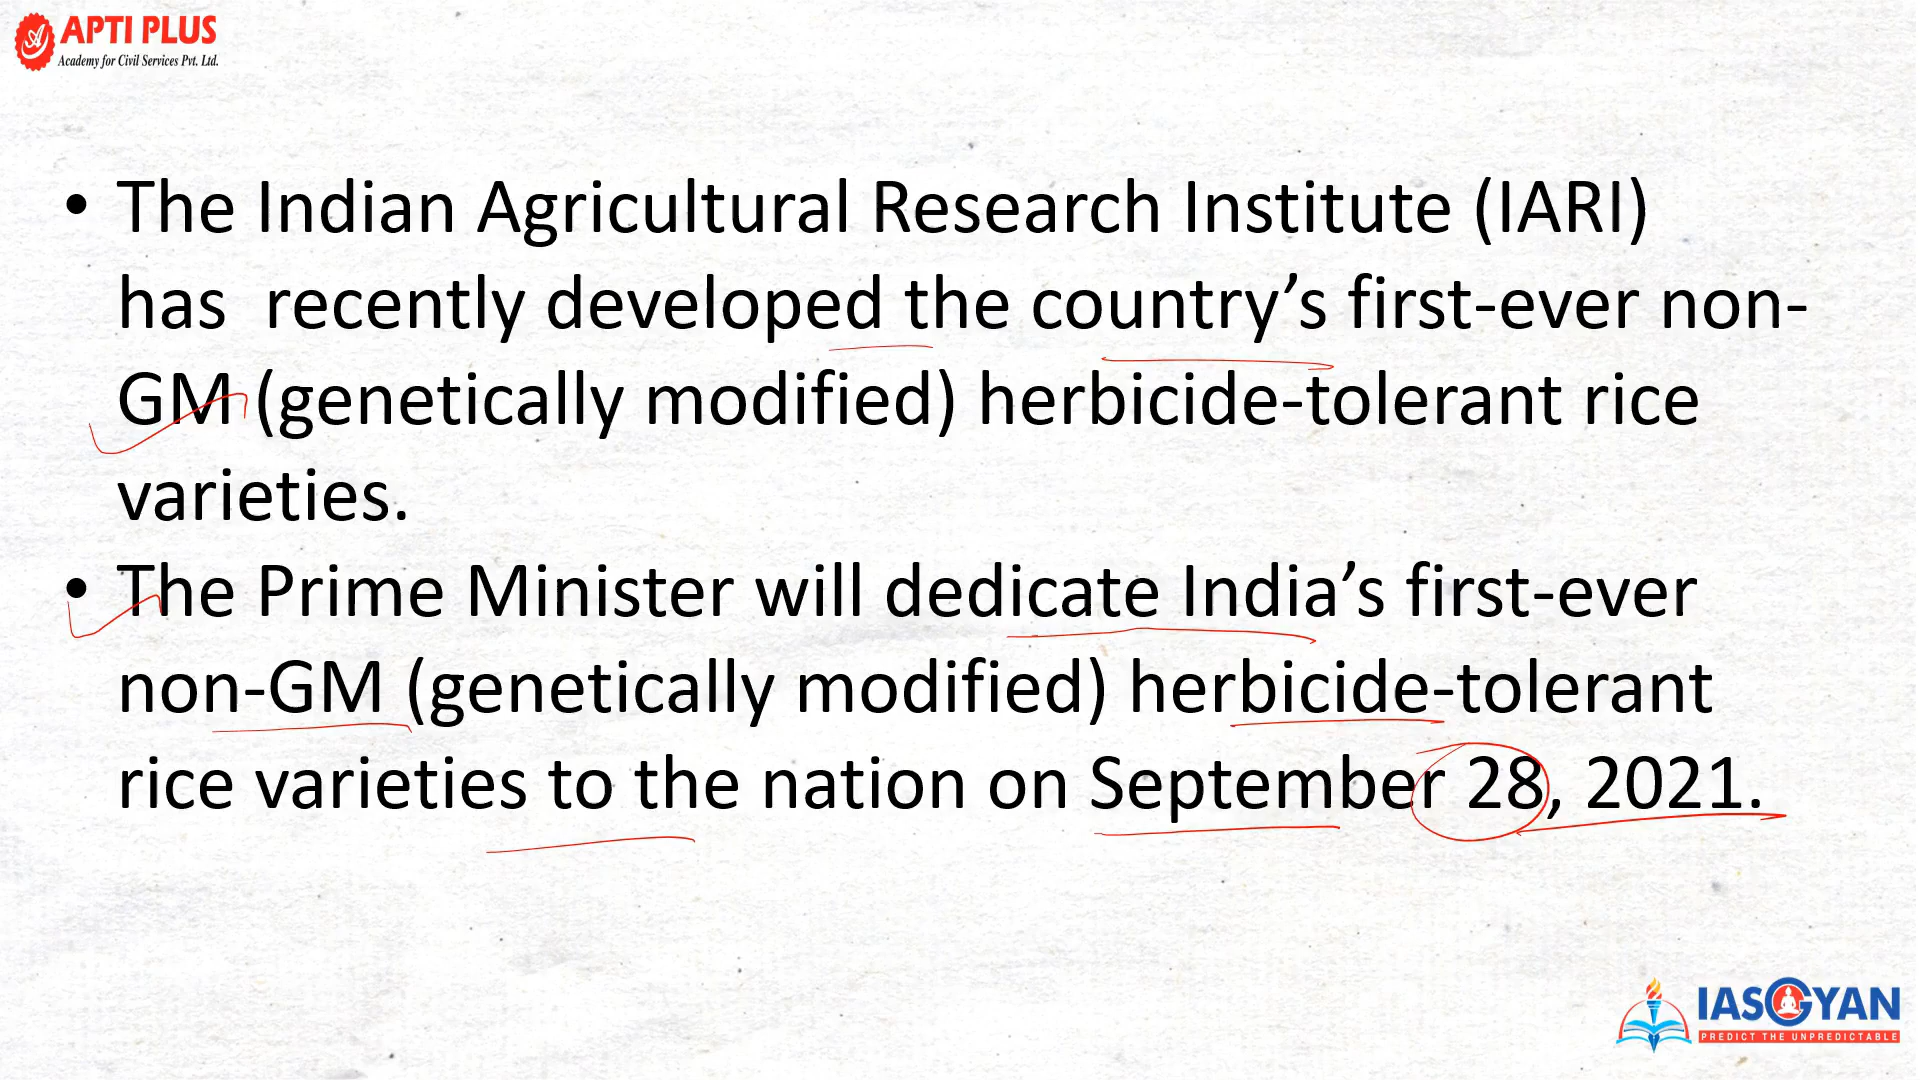 APTI PLUS
Academy for Civil Services Pvt. Ltd.
• The Indian Agricultural Research Institute (IARI)
has recently developed the country’s first-ever non-
GM (genetically modified) herbicide-tolerant rice
varieties.
• The Prime Minister will dedicate India’s first-ever
non-GM (genetically modified) herbicide-tolerant
rice varieties to the nation on September 28, 2021.
IASGYAN
PREDICT THE UNPREDICTABLE